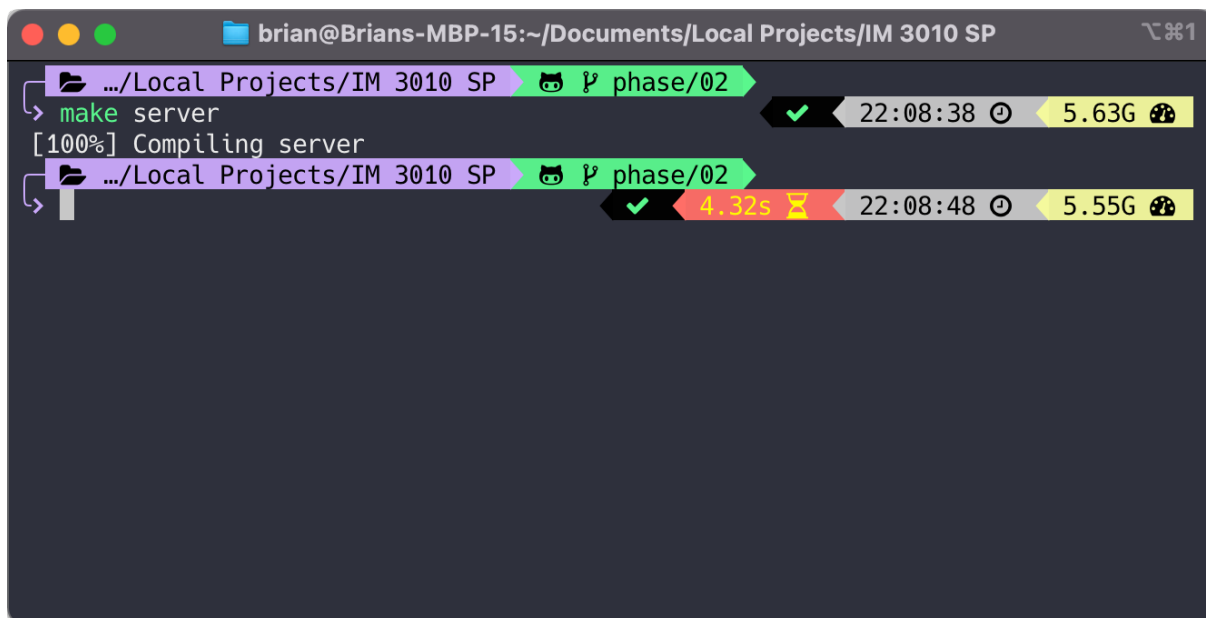 brian@Brians-MBP-15:~/Documents/Local Projects/IM 3010 SP ⌥⌘1
…/Local Projects/IM 3010 SP phase/02
make server 22:08:38 5.63G
[100%] Compiling server
…/Local Projects/IM 3010 SP phase/02
4.32s 22:08:48 5.55G